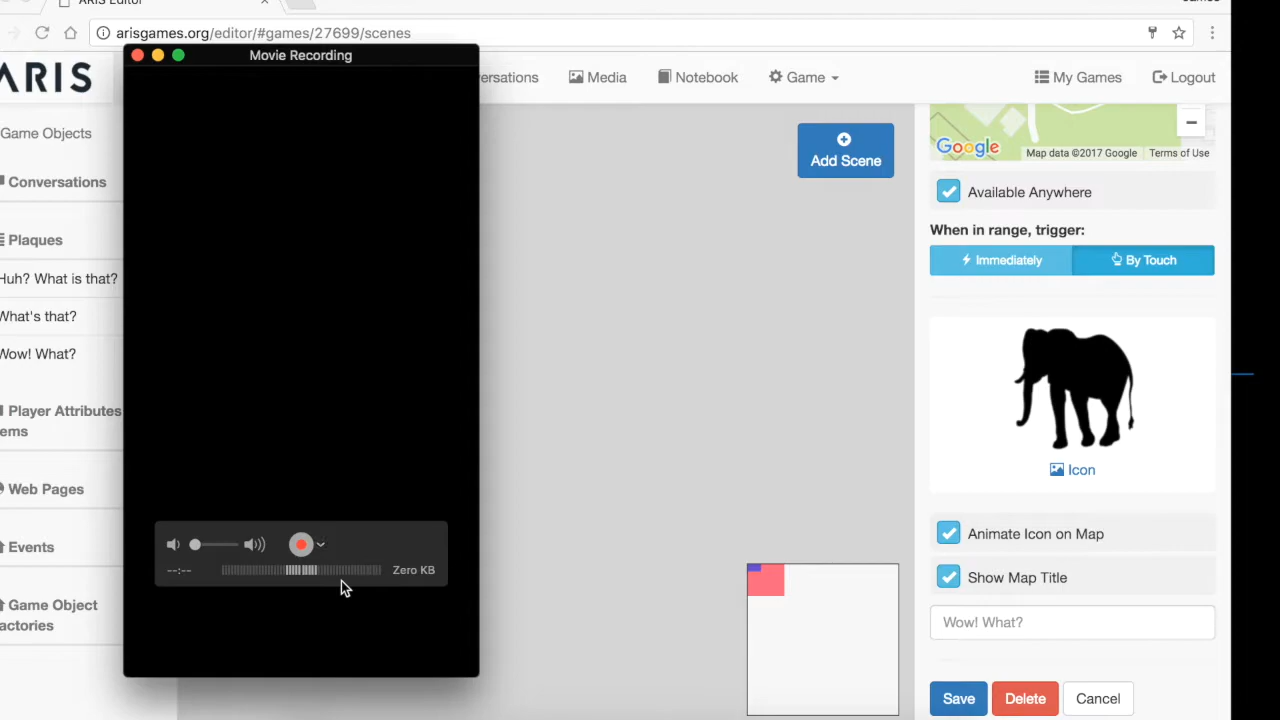 ARIS Editor
arisgames.org/editor/#games/27699/scenes
Movie Recording
ARIS
versations
Media
Notebook
Game
My Games
Logout
Game Objects
Conversations
Plaques
Huh? What is that?
What's that?
Wow! What?
Player Attributes
ems
Web Pages
Events
Game Object
actories
Add Scene
--:--
Zero KB
Google
Map data ©2017 Google
Terms of Use
Available Anywhere
When in range, trigger:
Immediately
By Touch
Icon
Animate Icon on Map
Show Map Title
Wow! What?
Save
Delete
Cancel